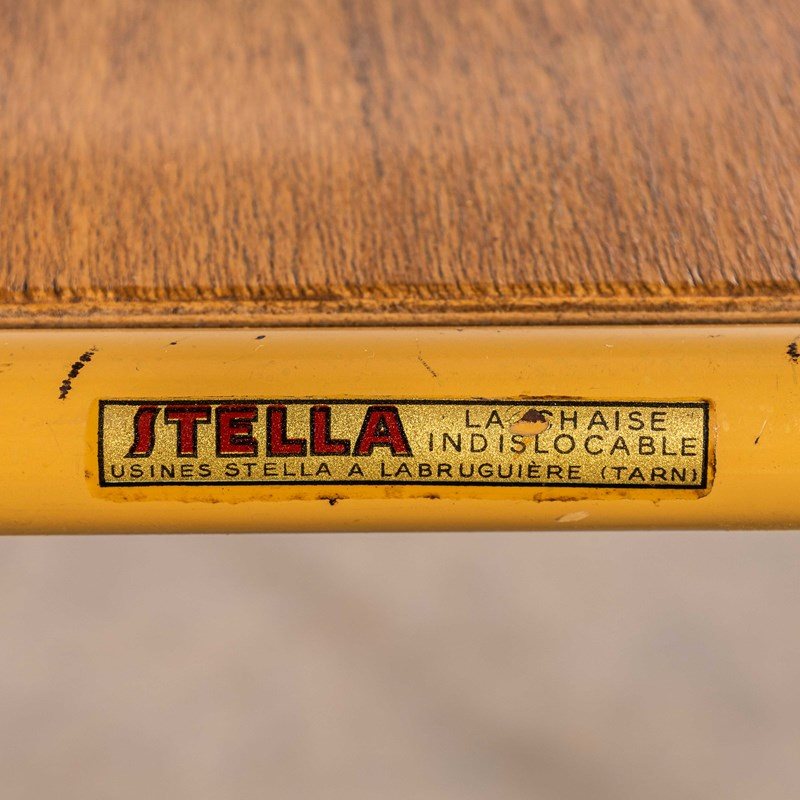 STELLA
LA CHAISE
INDISLOCABLE
USINES STELLA A LABRUGUIÈRE (TARN)